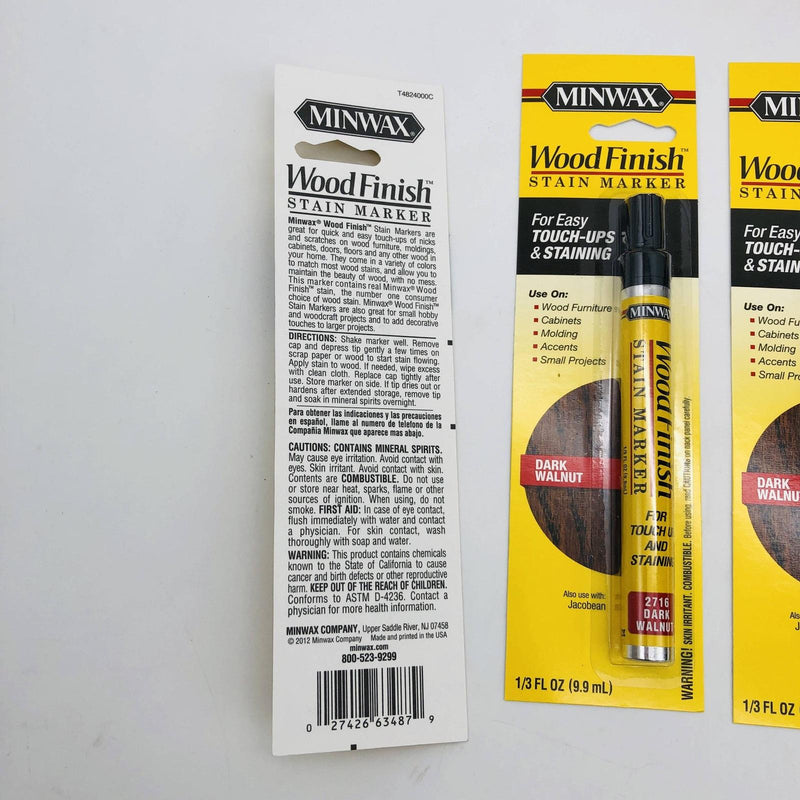 T4824000C
MINWAX®
Wood Finish™
STAIN MARKER
Minwax® Wood Finish™ Stain Markers are
great for quick and easy touch-ups of nicks
and scratches on wood furniture, moldings,
cabinets, doors, floors and any other wood in
your home. They come in a variety of colors
to match most wood stains, and allow you to
maintain the beauty of wood, with no mess.
This marker contains real Minwax® Wood
Finish™ stain, the number one consumer
choice of wood stain. Minwax® Wood Finish™
Stain Markers are also great for small hobby
and woodcraft projects and to add decorative
touches to larger projects.
DIRECTIONS: Shake marker well. Remove
cap and depress tip gently a few times on
scrap paper or wood to start stain flowing.
Apply stain to wood. If needed, wipe excess
with clean cloth. Replace cap tightly after
use. Store marker on side. If tip dries out or
hardens after extended storage, remove tip
and soak in mineral spirits overnight.
Para obtener las indicaciones y las precauciones
en español, llame al numero de telefono de la
Compañia Minwax que aparece mas abajo.
CAUTIONS: CONTAINS MINERAL SPIRITS.
May cause eye irritation. Avoid contact with
eyes. Skin irritant. Avoid contact with skin.
Contents are COMBUSTIBLE. Do not use
or store near heat, sparks, flame or other
sources of ignition. When using, do not
smoke. FIRST AID: In case of eye contact,
flush immediately with water and contact
a physician. For skin contact, wash
thoroughly with soap and water.
WARNING: This product contains chemicals
known to the State of California to cause
cancer and birth defects or other reproductive
harm. KEEP OUT OF THE REACH OF CHILDREN.
Conforms to ASTM D-4236. Contact a
physician for more health information.
MINWAX COMPANY, Upper Saddle River, NJ 07458
© 2012 Minwax Company Made and printed in the USA
minwax.com
800-523-9299
0 27426 63487 9
MINWAX®
Wood Finish™
STAIN MARKER
For Easy
TOUCH-UPS
& STAINING
Use On:
Wood Furniture
Cabinets
Molding
Accents
Small Projects
DARK
WALNUT
Also use with:
Jacobean
1/3 FL OZ (9.9 mL)
WARNING! SKIN IRRITANT. COMBUSTIBLE. Before using, read CAUTIONS on back panel carefully.
MINWAX
Wood Finish
STAIN MARKER
FOR
TOUCH U
AND
STAINING
2716
DARK
WALNUT
MI
Woo
STAIN
For Easy
TOUCH-
& STAIN
Use On:
Wood Fu
Cabinets
Molding
Accents
Small Pro
DARK
WALNU
Als
J
1/3 FL OZ